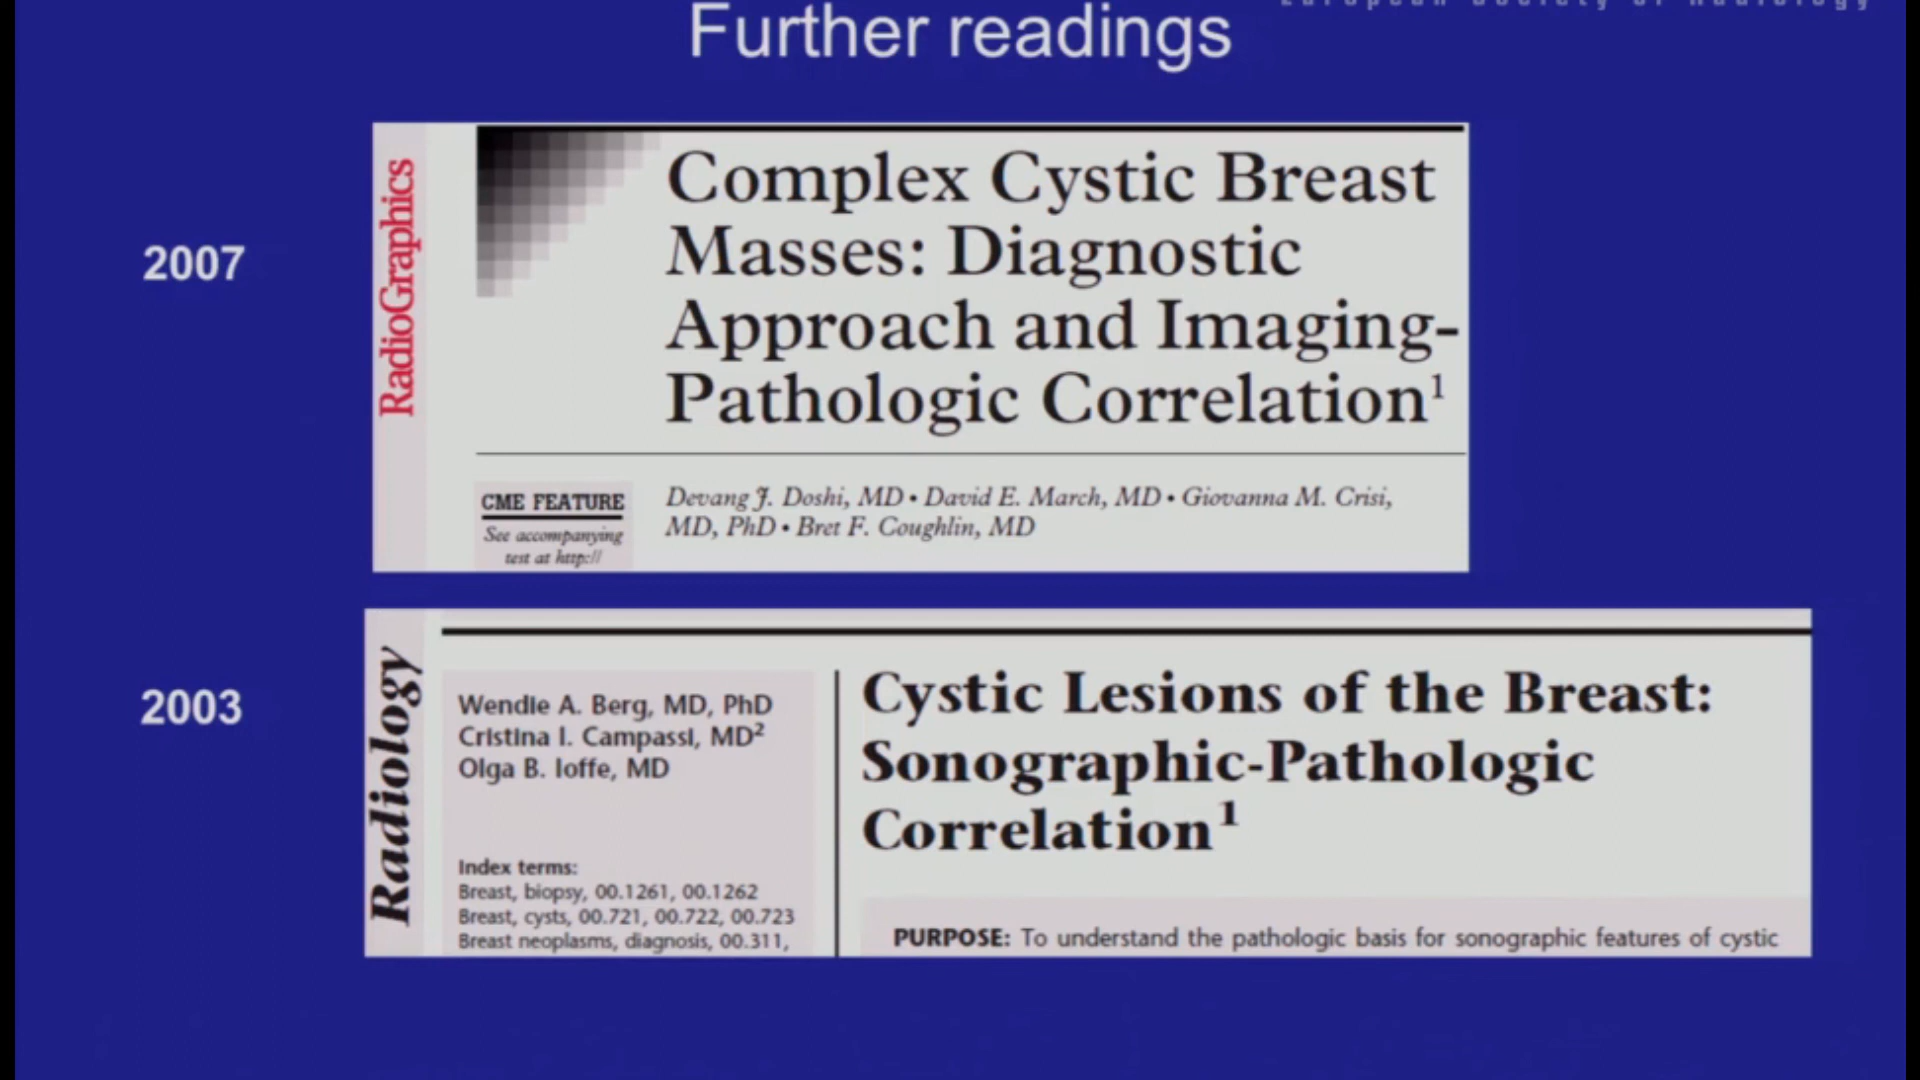 European Society of Radiology
Further readings
2007
RadioGraphics
Complex Cystic Breast
Masses: Diagnostic
Approach and Imaging-
Pathologic Correlation¹
CME FEATURE
See accompanying
test at http://
Devang J. Doshi, MD • David E. March, MD • Giovanna M. Crisi,
MD, PhD • Bret F. Coughlin, MD
2003
Radiology
Wendie A. Berg, MD, PhD
Cristina I. Campassi, MD²
Olga B. Ioffe, MD
Index terms:
Breast, biopsy, 00.1261, 00.1262
Breast, cysts, 00.721, 00.722, 00.723
Breast neoplasms, diagnosis, 00.311,
Cystic Lesions of the Breast:
Sonographic-Pathologic
Correlation¹
PURPOSE: To understand the pathologic basis for sonographic features of cystic